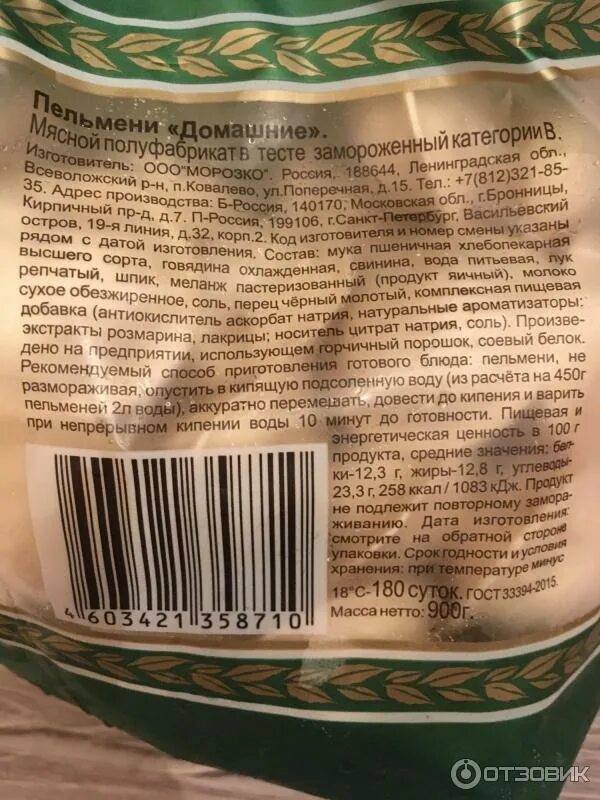 Пельмени «Домашние».
Мясной полуфабрикат в тесте замороженный категории В.
Изготовитель: ООО"МОРОЗКО". Россия, 188644, Ленинградская обл.,
Всеволожский р-н, п.Ковалево, ул.Поперечная, д.15. Тел.: +7(812)321-85-
35. Адрес производства: Б-Россия, 140170, Московская обл., г.Бронницы,
Кирпичный пр-д, д.7. П-Россия, 199106, г.Санкт-Петербург, Васильевский
остров, 19-я линия, д.32, корп.2. Код изготовителя и номер смены указаны
рядом с датой изготовления. Состав: мука пшеничная хлебопекарная
высшего сорта, говядина охлажденная, свинина, вода питьевая, лук
репчатый, шпик, меланж пастеризованный (продукт яичный), молоко
сухое обезжиренное, соль, перец чёрный молотый, комплексная пищевая
добавка (антиокислитель аскорбат натрия, натуральные ароматизаторы:
экстракты розмарина, лакрицы; носитель цитрат натрия, соль). Произве-
дено на предприятии, использующем горчичный порошок, соевый белок.
Рекомендуемый способ приготовления готового блюда: пельмени, не
размораживая, опустить в кипящую подсоленную воду (из расчёта на 450г
пельменей 2л воды), аккуратно перемешать, довести до кипения и варить
при непрерывном кипении воды 10 минут до готовности. Пищевая и
энергетическая ценность в 100 г
продукта, средние значения: бел-
ки-12,3 г, жиры-12,8 г, углеводы-
23,3 г, 258 ккал / 1083 кДж. Продукт
не подлежит повторному замора-
живанию. Дата изготовления:
смотрите на обратной стороне
упаковки. Срок годности и условия
хранения: при температуре минус
18°С-180 суток. ГОСТ 33394-2015.
Масса нетто: 900г.
4 603421 358710
ОТЗОВИК